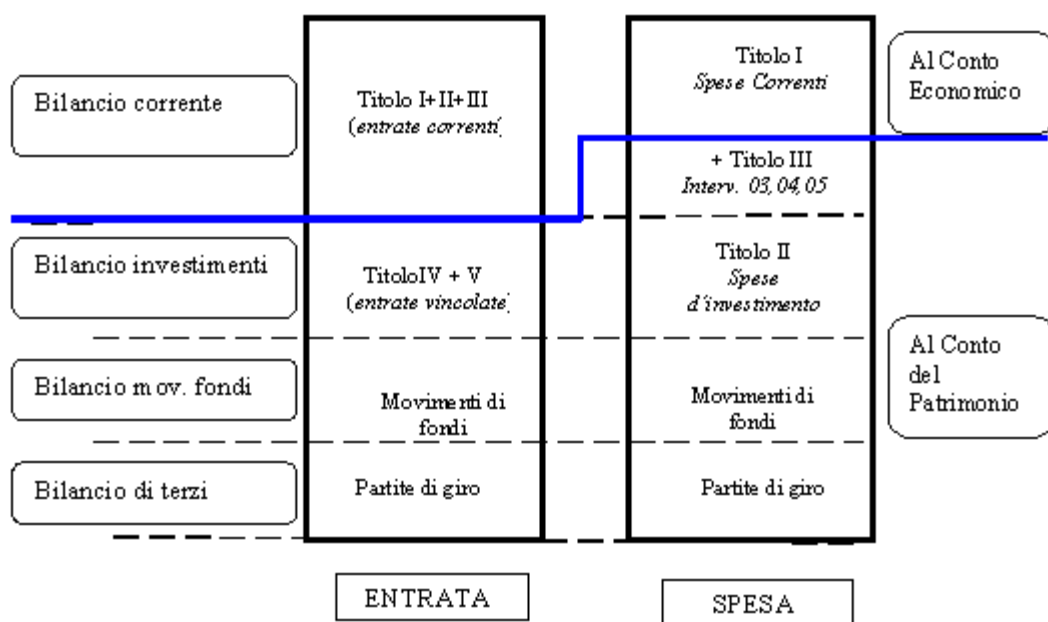 Bilancio corrente
Titolo I+II+III
(entrate correnti)
Titolo I
Spese Correnti
Al Conto
Economico
+ Titolo III
Interv. 03,04,05
Bilancio investimenti
TitoloIV + V
(entrate vincolate)
Titolo II
Spese
d'investimento
Al Conto
del
Patrimonio
Bilancio mov. fondi
Movimenti di
fondi
Movimenti di
fondi
Bilancio di terzi
Partite di giro
Partite di giro
ENTRATA
SPESA